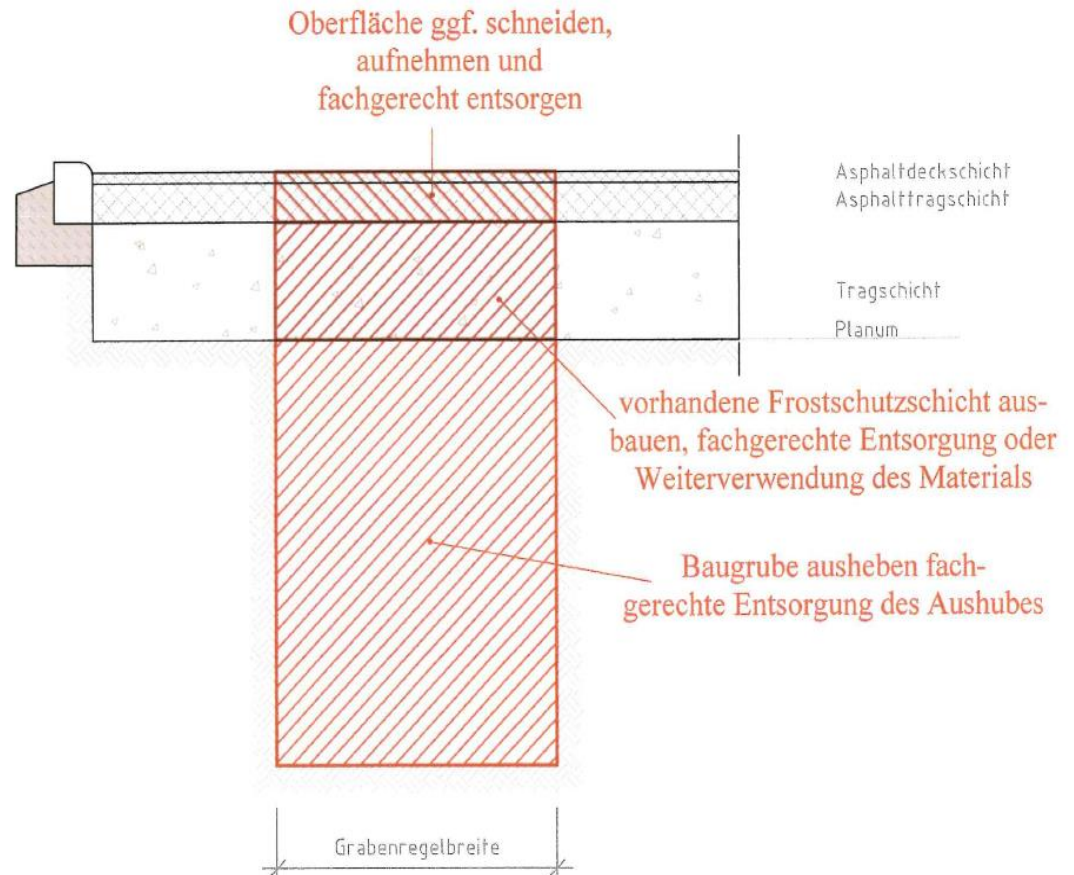 Oberfläche ggf. schneiden,
aufnehmen und
fachgerecht entsorgen
Asphaltdeckschicht
Asphalttragschicht
Tragschicht
Planum
vorhandene Frostschutzschicht aus-
bauen, fachgerechte Entsorgung oder
Weiterverwendung des Materials
Baugrube ausheben fach-
gerechte Entsorgung des Aushubes
Grabenregelbreite